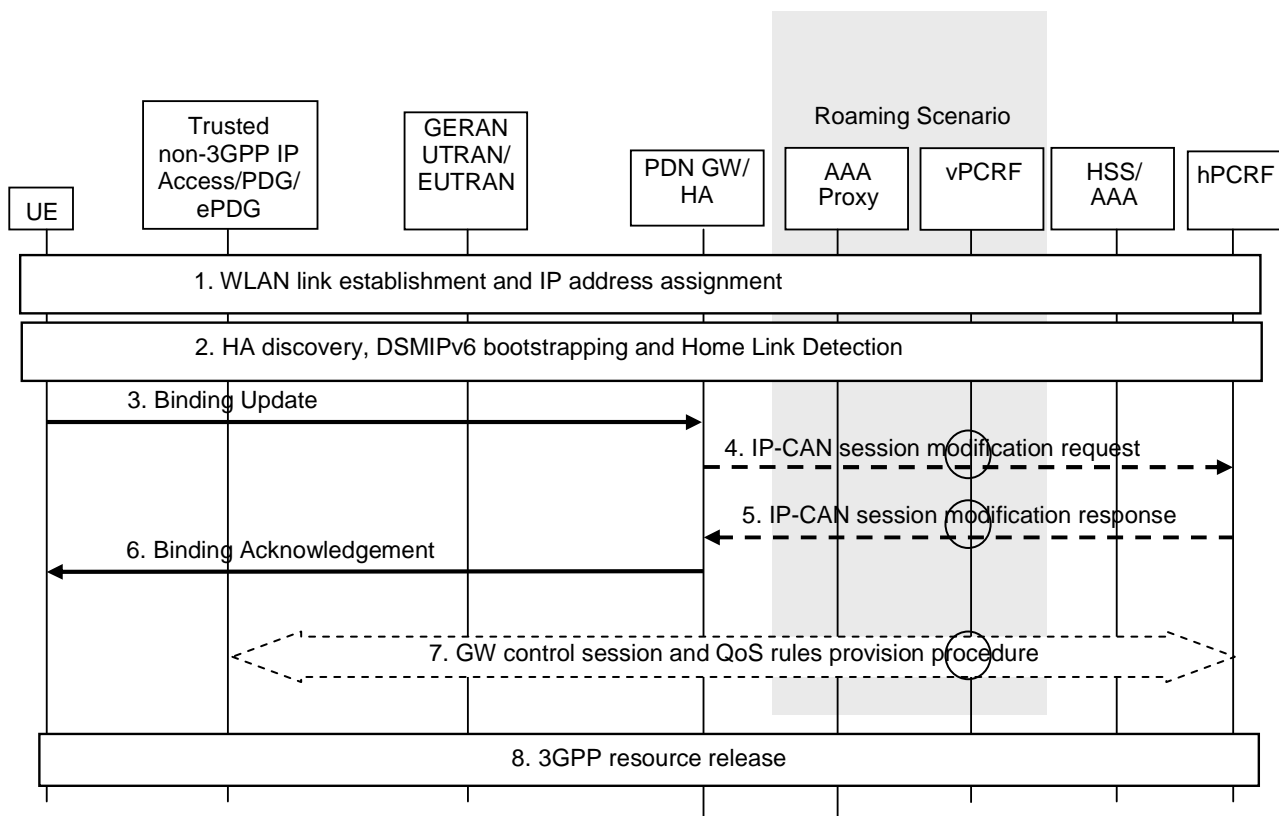 Roaming Scenario
UE
Trusted
non-3GPP IP
Access/PDG/
ePDG
GERAN
UTRAN/
EUTRAN
PDN GW/
HA
AAA
Proxy
vPCRF
HSS/
AAA
hPCRF
1. WLAN link establishment and IP address assignment
2. HA discovery, DSMIPv6 bootstrapping and Home Link Detection
3. Binding Update
4. IP-CAN session modification request
5. IP-CAN session modification response
6. Binding Acknowledgement
7. GW control session and QoS rules provision procedure
8. 3GPP resource release